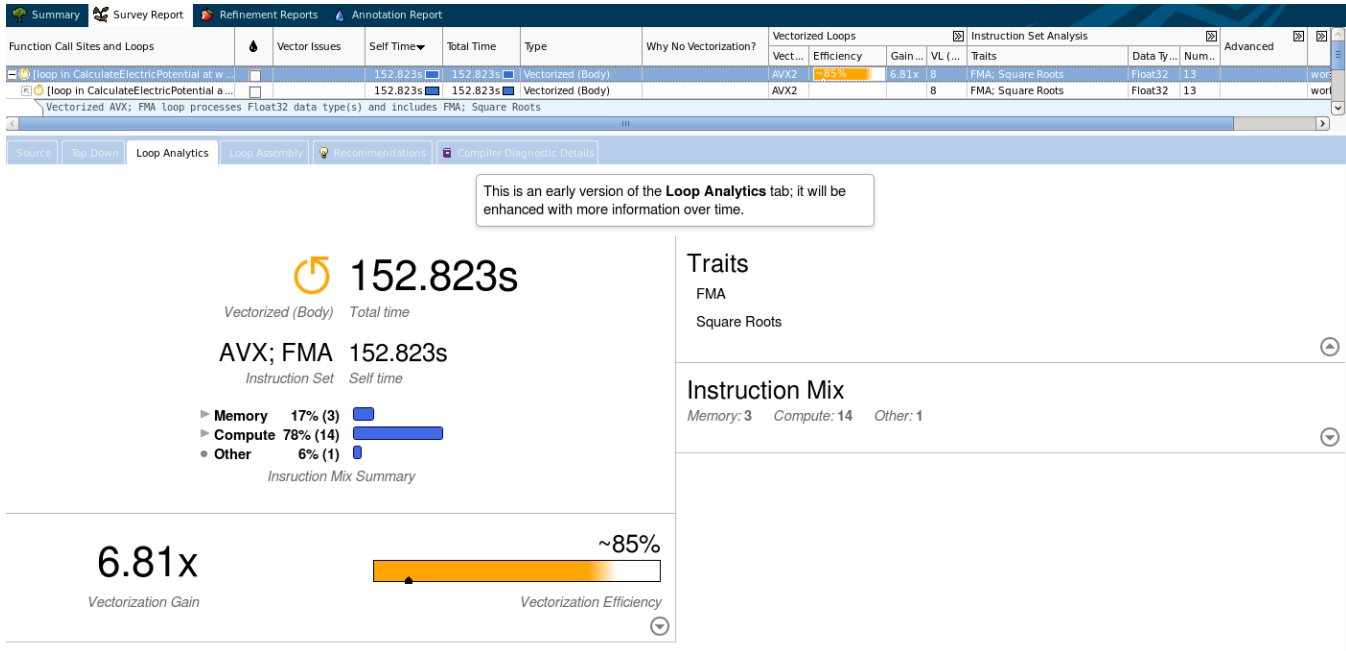 Summary Survey Report Refinement Reports Annotation Report
Function Call Sites and Loops Vector Issues Self Time Total Time Type Why No Vectorization? Vectorized Loops Instruction Set Analysis Advanced
Vect... Efficiency Gain... VL (... Traits Data Ty... Num...
[loop in CalculateElectricPotential at w ... 152.823s 152.823s Vectorized (Body) AVX2 ~85% 6.81x 8 FMA; Square Roots Float32 13
[loop in CalculateElectricPotential a ... 152.823s 152.823s Vectorized (Body) AVX2 8 FMA; Square Roots Float32 13
Vectorized AVX; FMA loop processes Float32 data type(s) and includes FMA; Square Roots
Source Top Down Loop Analytics Loop Assembly Recommendations Compiler Diagnostic Details
This is an early version of the Loop Analytics tab; it will be
enhanced with more information over time.
152.823s
Vectorized (Body) Total time
AVX; FMA 152.823s
Instruction Set Self time
Memory 17% (3)
Compute 78% (14)
Other 6% (1)
Insruction Mix Summary
6.81x
Vectorization Gain
~85%
Vectorization Efficiency
Traits
FMA
Square Roots
Instruction Mix
Memory: 3 Compute: 14 Other: 1